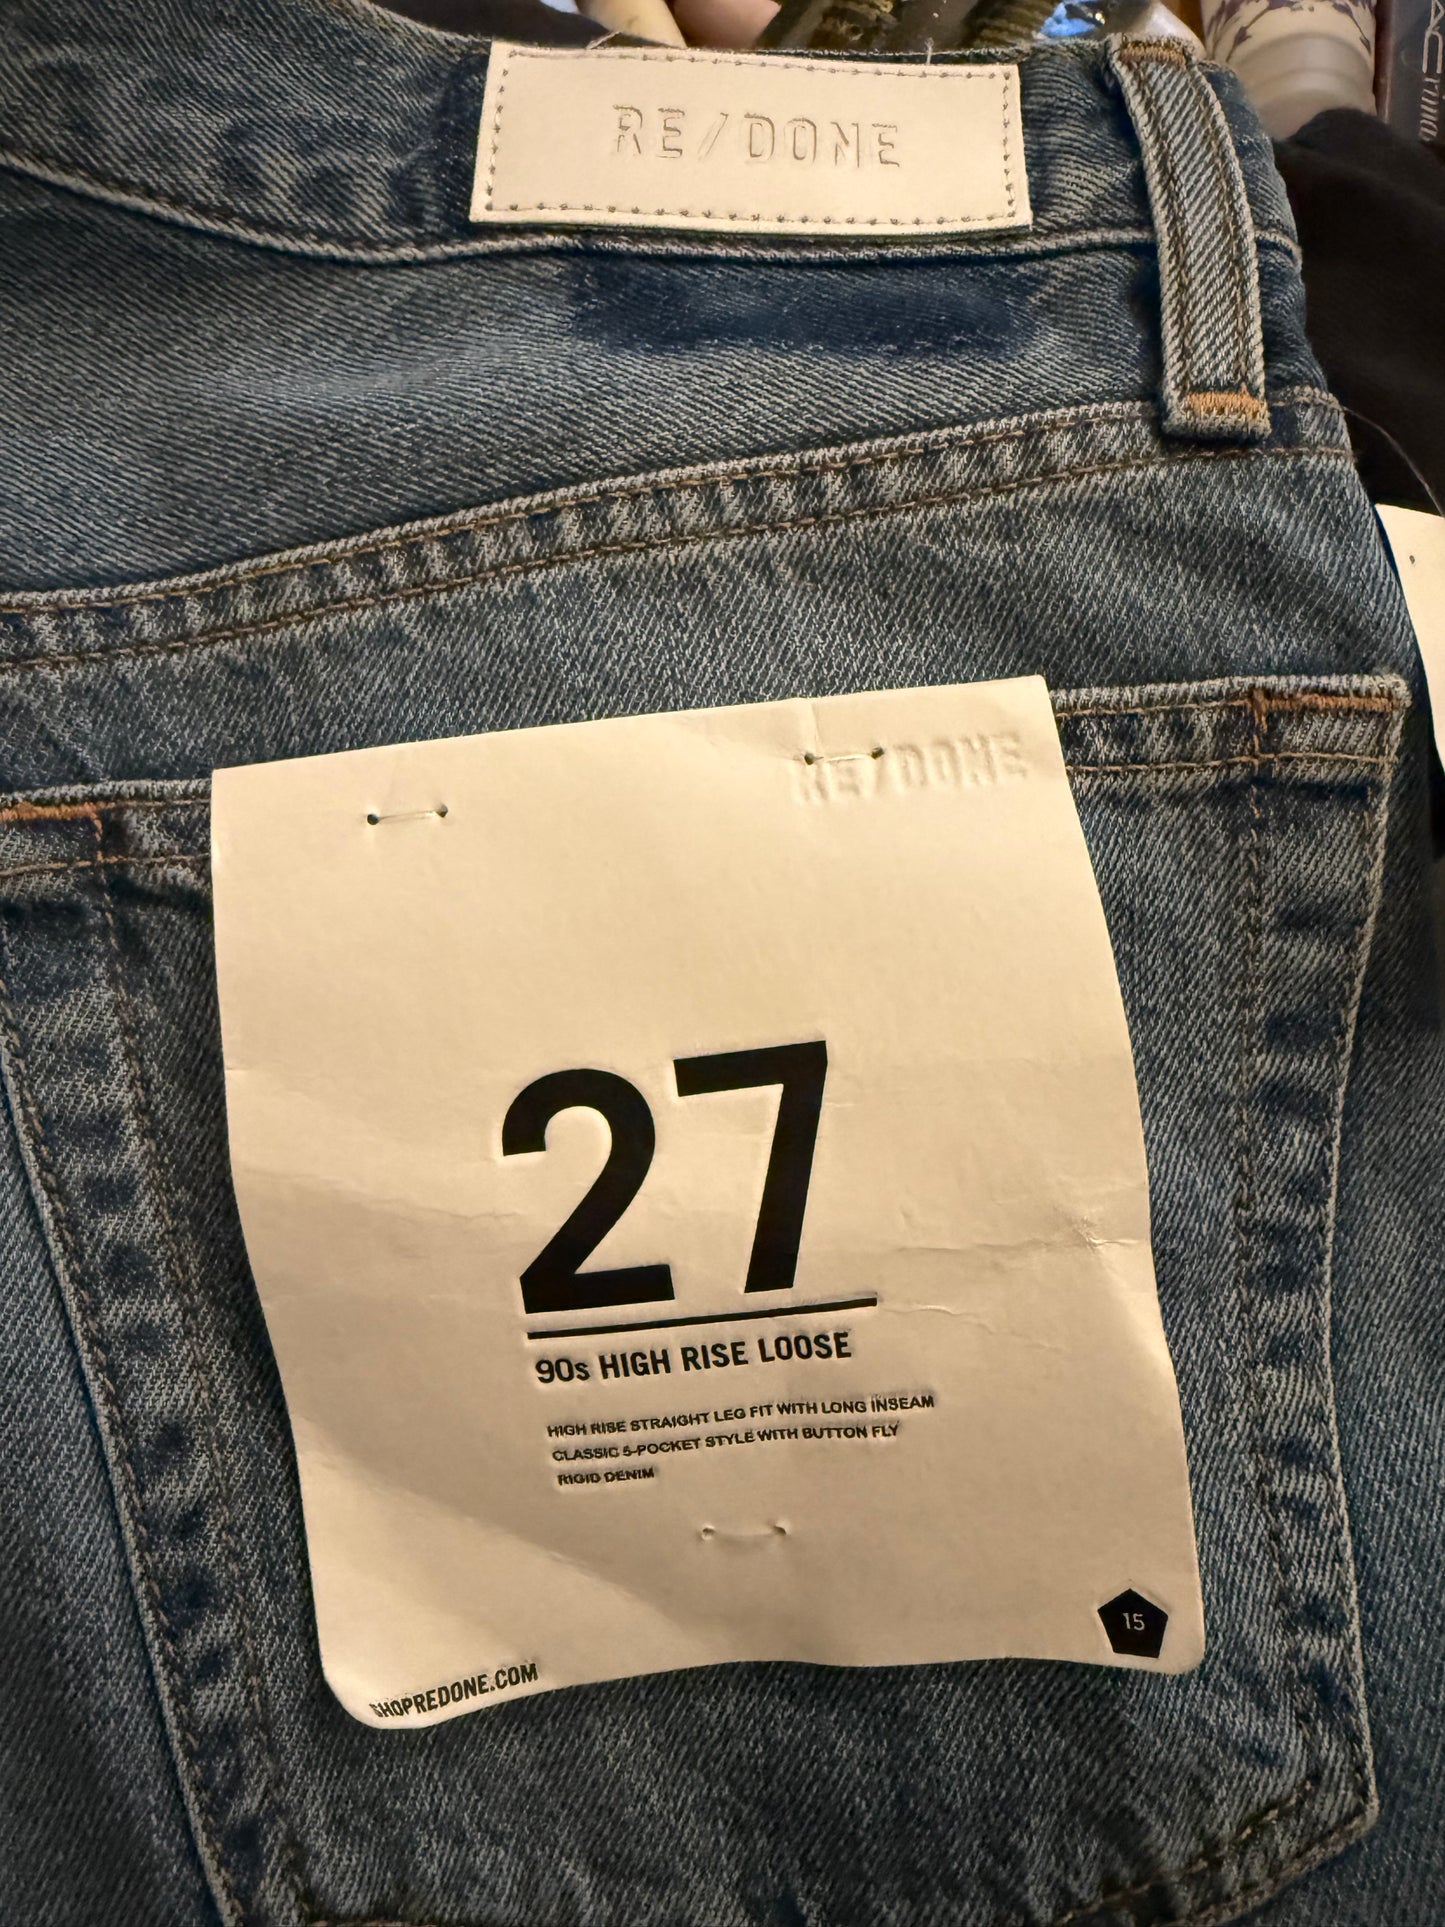 RE/DONE
RE/DONE
27
90s HIGH RISE LOOSE
HIGH RISE STRAIGHT LEG FIT WITH LONG INSEAM
CLASSIC 5-POCKET STYLE WITH BUTTON FLY
RIGID DENIM
15
SHOPREDONE.COM